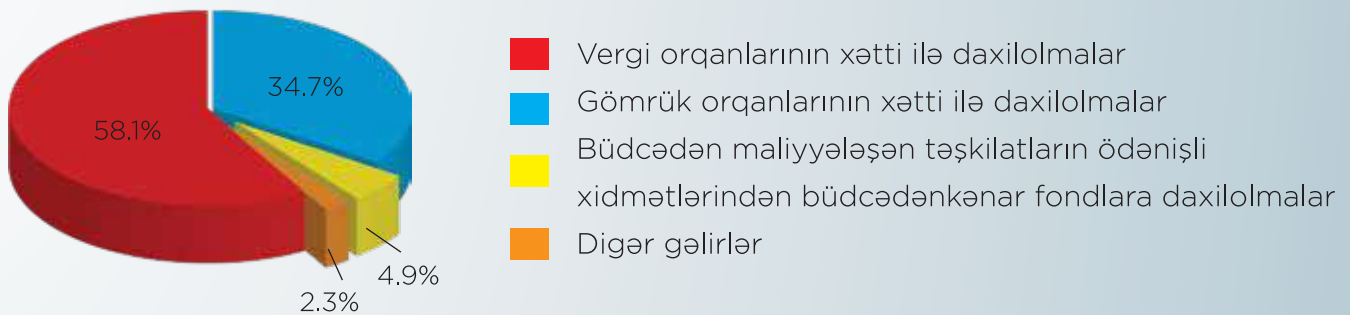 34.7%
58.1%
4.9%
2.3%
Vergi orqanlarının xətti ilə daxilolmalar
Gömrük orqanlarının xətti ilə daxilolmalar
Büdcədən maliyyələşən təşkilatların ödənişli
xidmətlərindən büdcədənkənar fondlara daxilolmalar
Digər gəlirlər